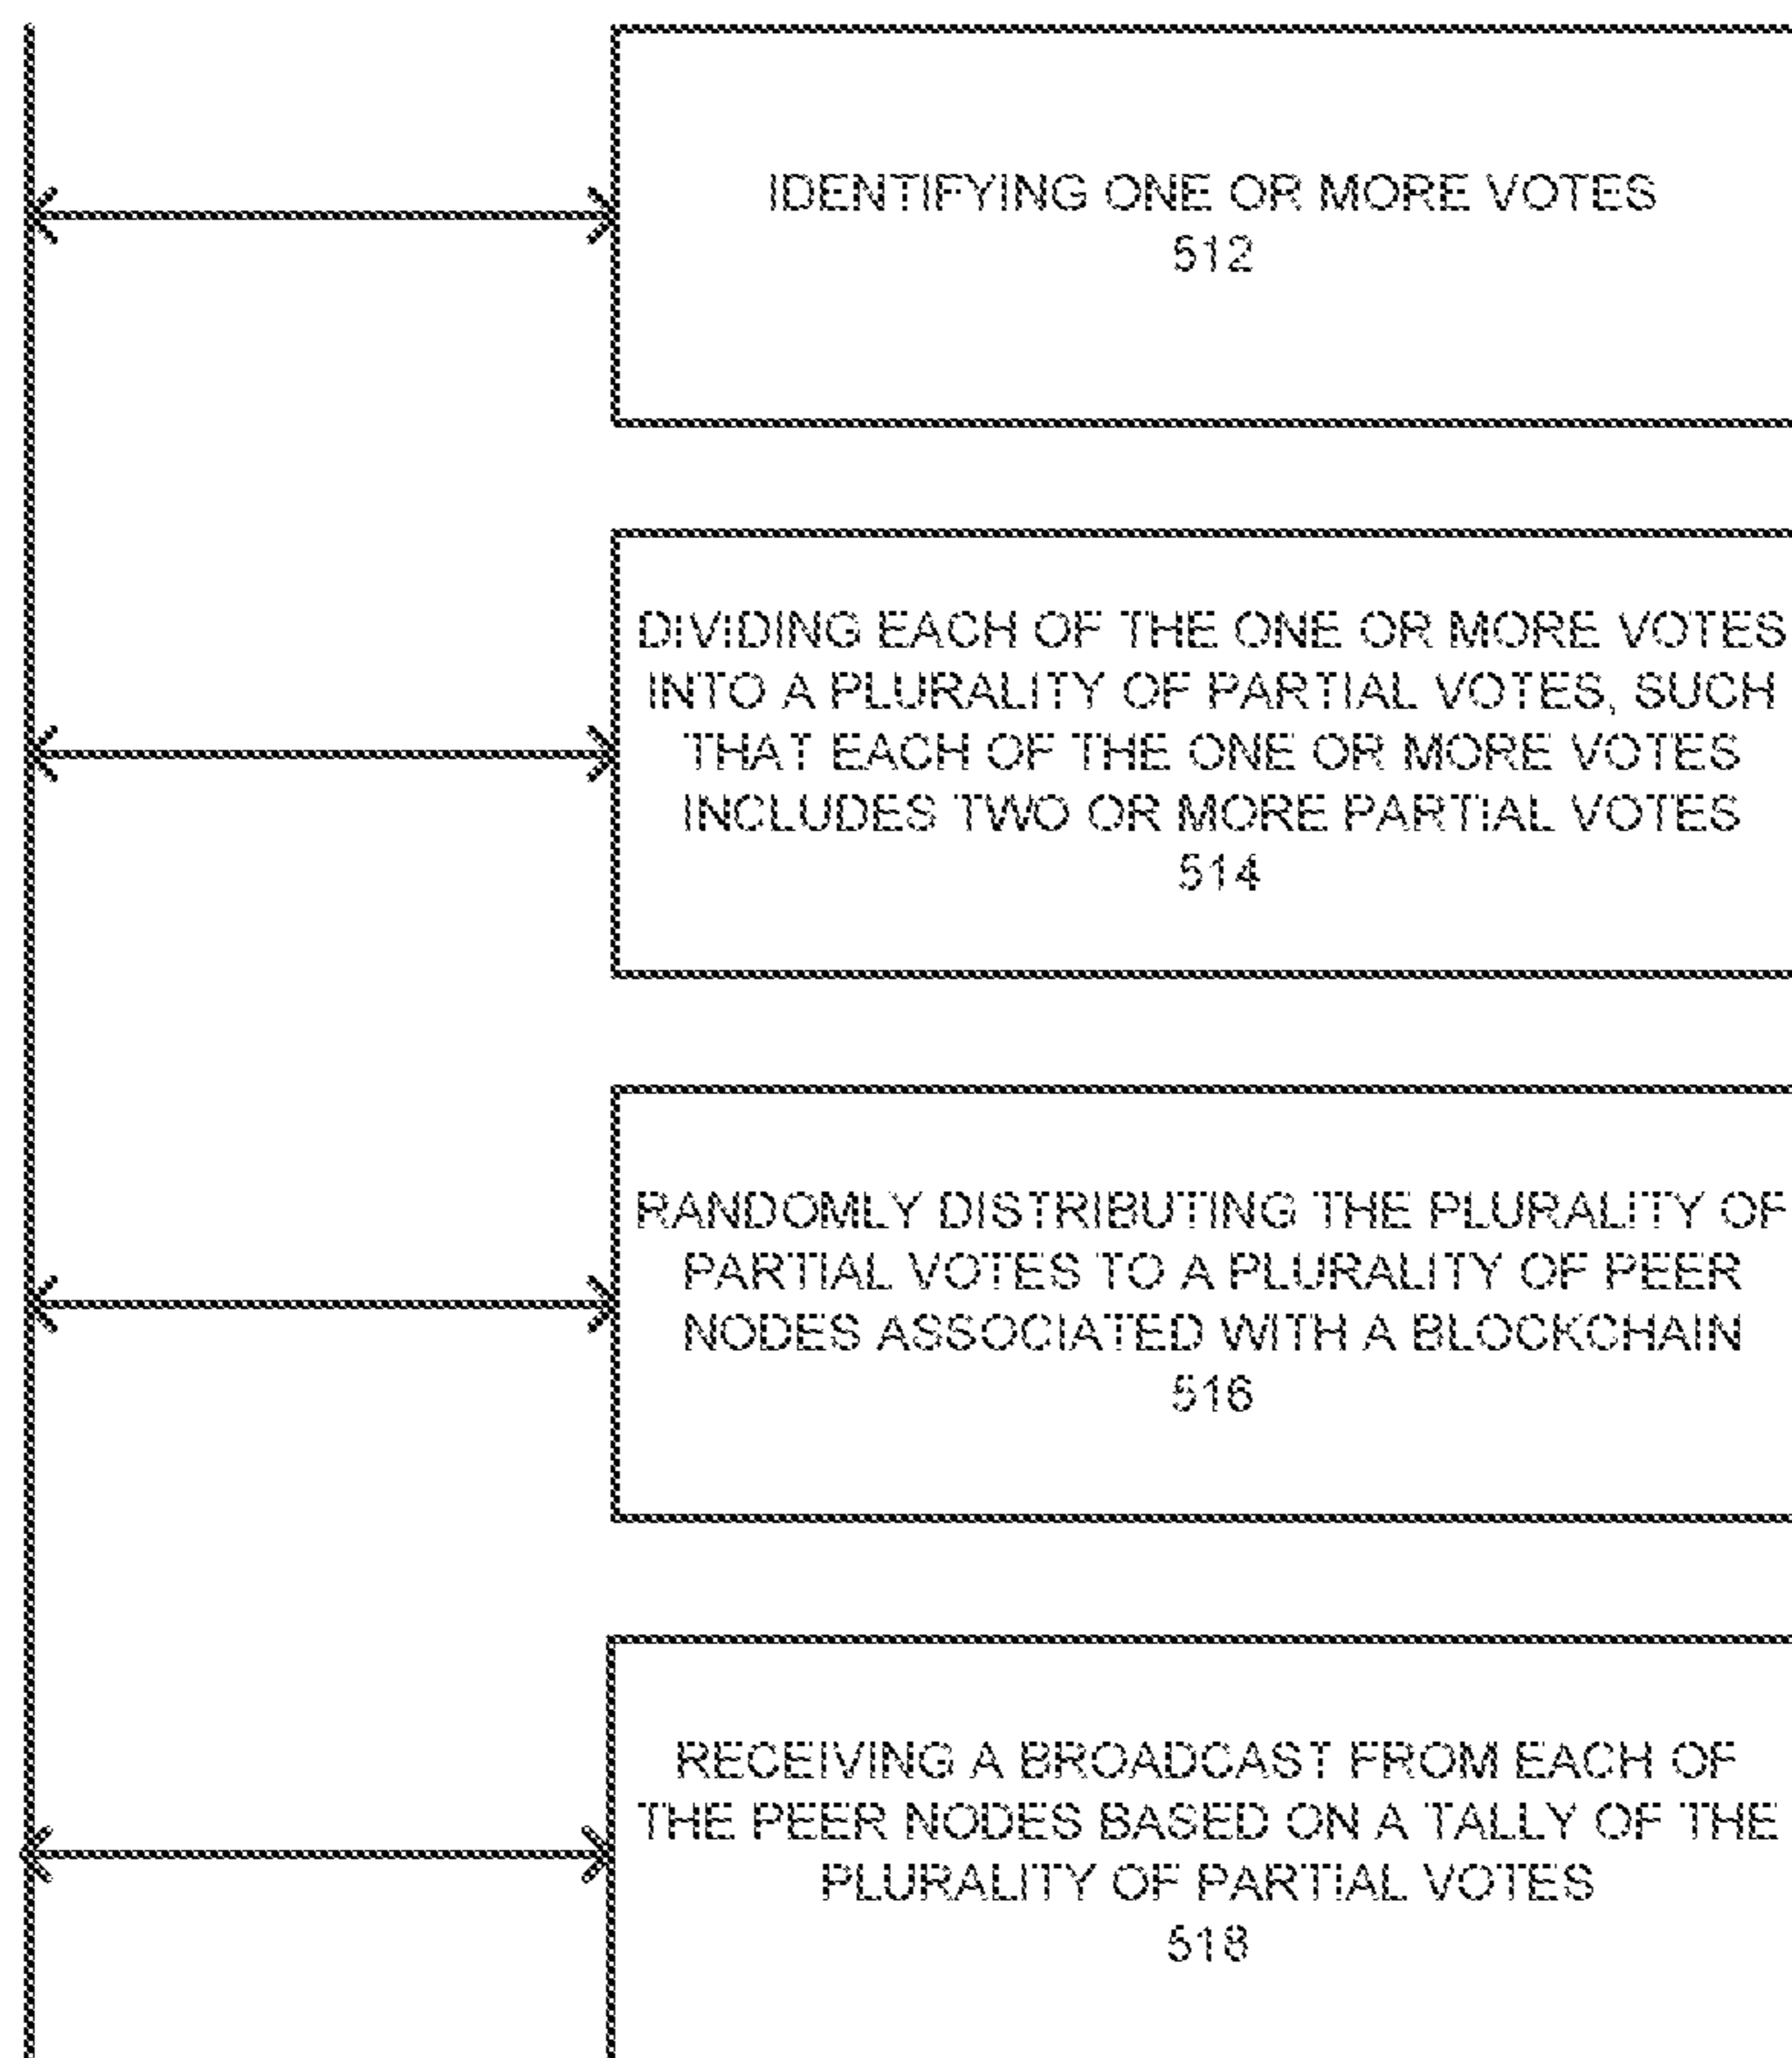 IDENTIFYING ONE OR MORE VOTES
512
DIVIDING EACH OF THE ONE OR MORE VOTES
INTO A PLURALITY OF PARTIAL VOTES, SUCH
THAT EACH OF THE ONE OR MORE VOTES
INCLUDES TWO OR MORE PARTIAL VOTES
514
RANDOMLY DISTRIBUTING THE PLURALITY OF
PARTIAL VOTES TO A PLURALITY OF PEER
NODES ASSOCIATED WITH A BLOCKCHAIN
516
RECEIVING A BROADCAST FROM EACH OF
THE PEER NODES BASED ON A TALLY OF THE
PLURALITY OF PARTIAL VOTES
518